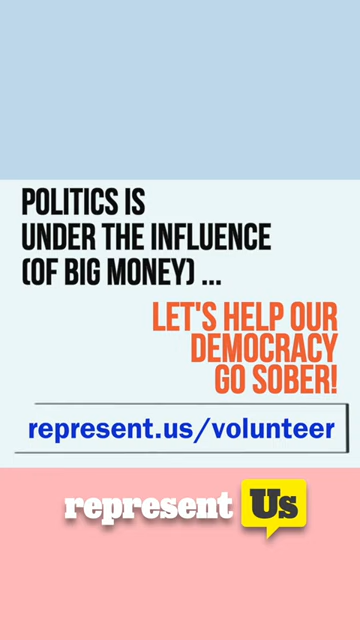 POLITICS IS
UNDER THE INFLUENCE
(OF BIG MONEY) ...
LET'S HELP OUR
DEMOCRACY
GO SOBER!
represent.us/volunteer
represent Us